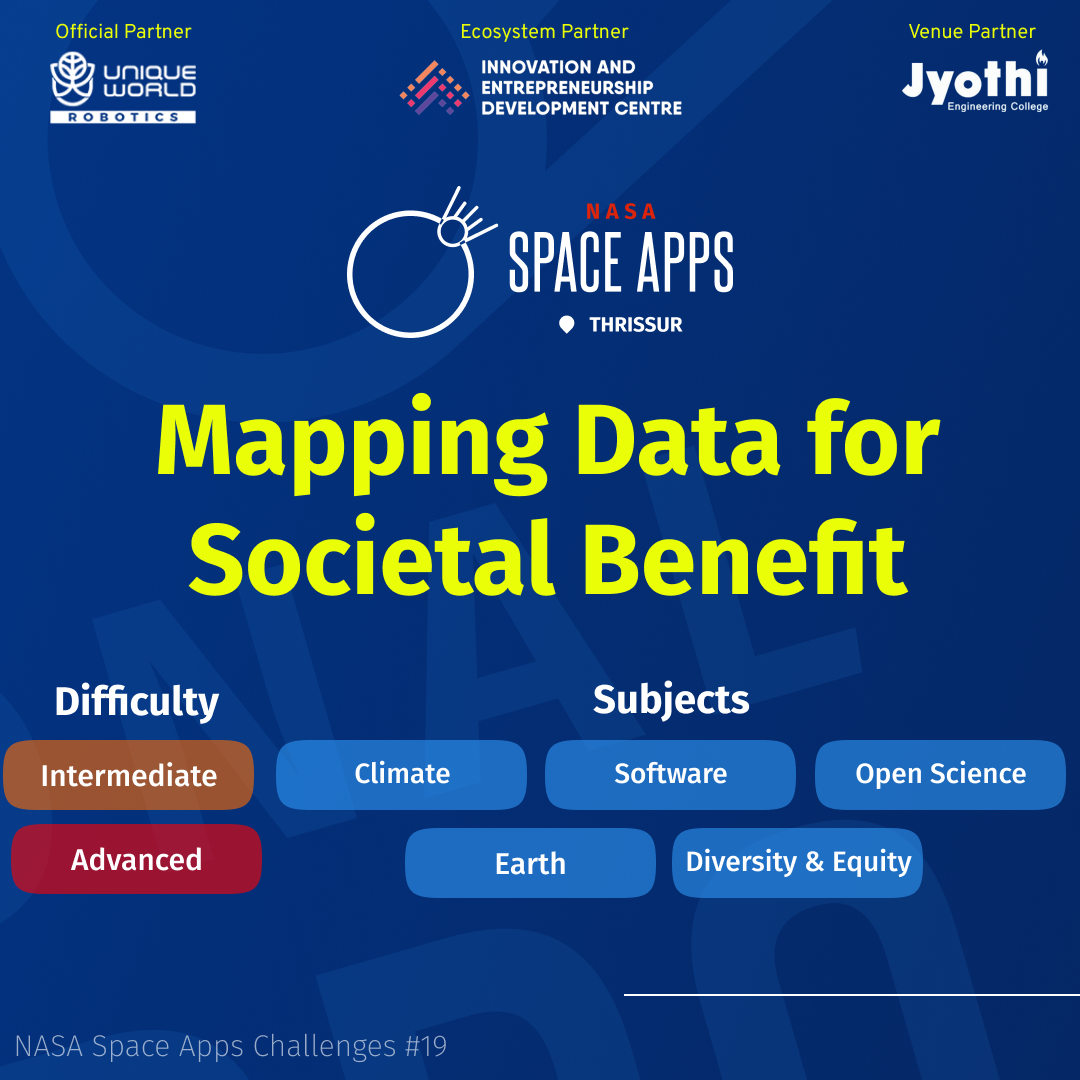 Official Partner
UNIQUE
WORLD
ROBOTICS
Ecosystem Partner
INNOVATION AND
ENTREPRENEURSHIP
DEVELOPMENT CENTRE
Venue Partner
Jyothi
Engineering College
NASA
SPACE APPS
THRISSUR
Mapping Data for
Societal Benefit
Difficulty
Intermediate
Advanced
Subjects
Climate
Software
Open Science
Earth
Diversity & Equity
NASA Space Apps Challenges #19